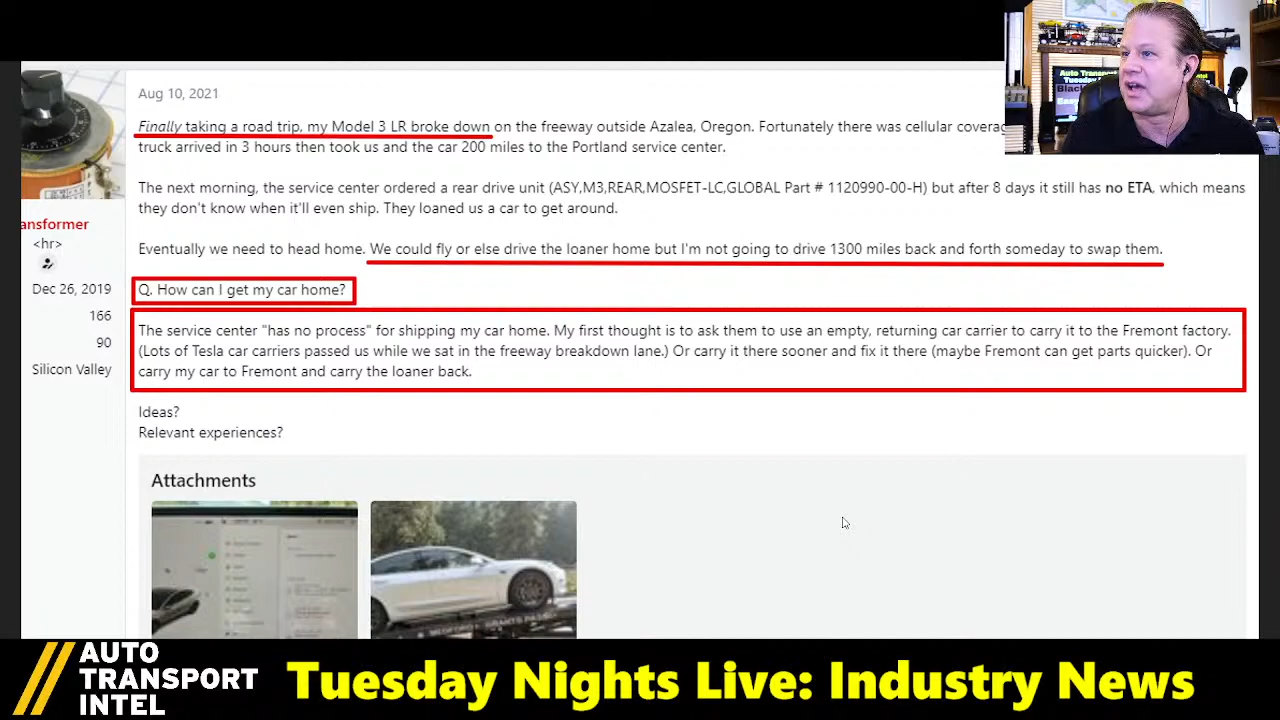 Aug 10, 2021
Finally taking a road trip, my Model 3 LR broke down on the freeway outside Azalea, Oregon. Fortunately there was cellular
truck arrived in 3 hours then took us and the car 200 miles to the Portland service center.
The next morning, the service center ordered a rear drive unit (ASY,M3,REAR,MOSFET-LC,GLOBAL Part # 1120990-00-H) but after 8 days it still has no ETA, which means
they don't know when it'll even ship. They loaned us a car to get around.
ansformer
<hr>
Eventually we need to head home. We could fly or else drive the loaner home but I'm not going to drive 1300 miles back and forth someday to swap them.
Dec 26, 2019
Q. How can I get my car home?
166
90
Silicon Valley
The service center "has no process" for shipping my car home. My first thought is to ask them to use an empty, returning car carrier to carry it to the Fremont factory.
(Lots of Tesla car carriers passed us while we sat in the freeway breakdown lane.) Or carry it there sooner and fix it there (maybe Fremont can get parts quicker). Or
carry my car to Fremont and carry the loaner back.
Ideas?
Relevant experiences?
Attachments
Auto Transport
Tuesday
AUTO
TRANSPORT
INTEL
Tuesday Nights Live: Industry News